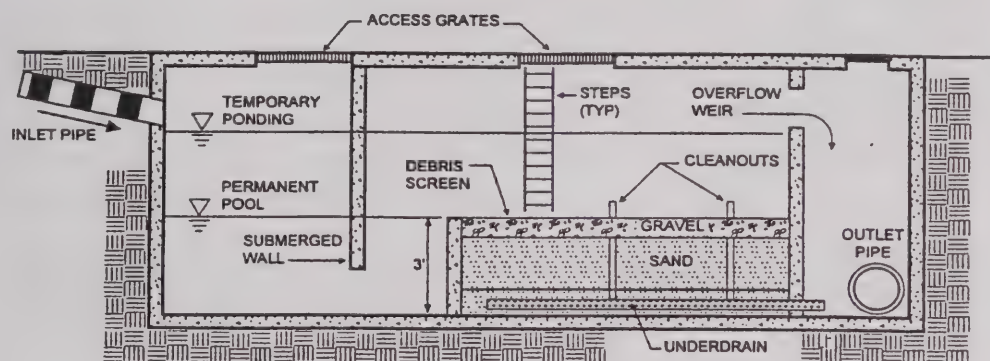 ACCESS GRATES
TEMPORARY
PONDING
STEPS
(TYP)
OVERFLOW
WEIR
INLET PIPE
DEBRIS
SCREEN
CLEANOUTS
PERMANENT
POOL
GRAVEL
SUBMERGED
WALL
3'
SAND
OUTLET
PIPE
UNDERDRAIN